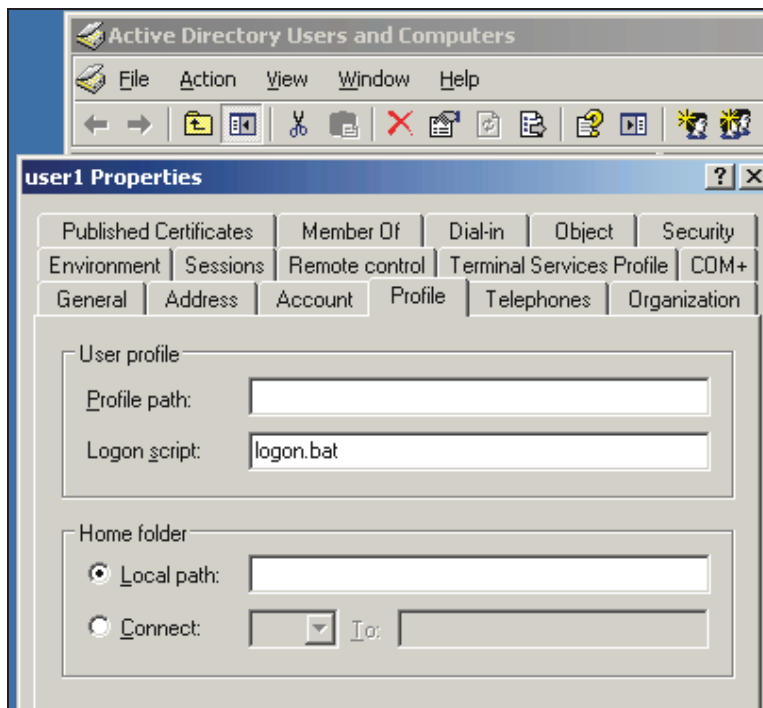 Active Directory Users and Computers
File Action View Window Help
user1 Properties
Published Certificates Member Of Dial-in Object Security
Environment Sessions Remote control Terminal Services Profile COM+
General Address Account Profile Telephones Organization
User profile
Profile path:
Logon script: logon.bat
Home folder
Local path:
Connect: To: